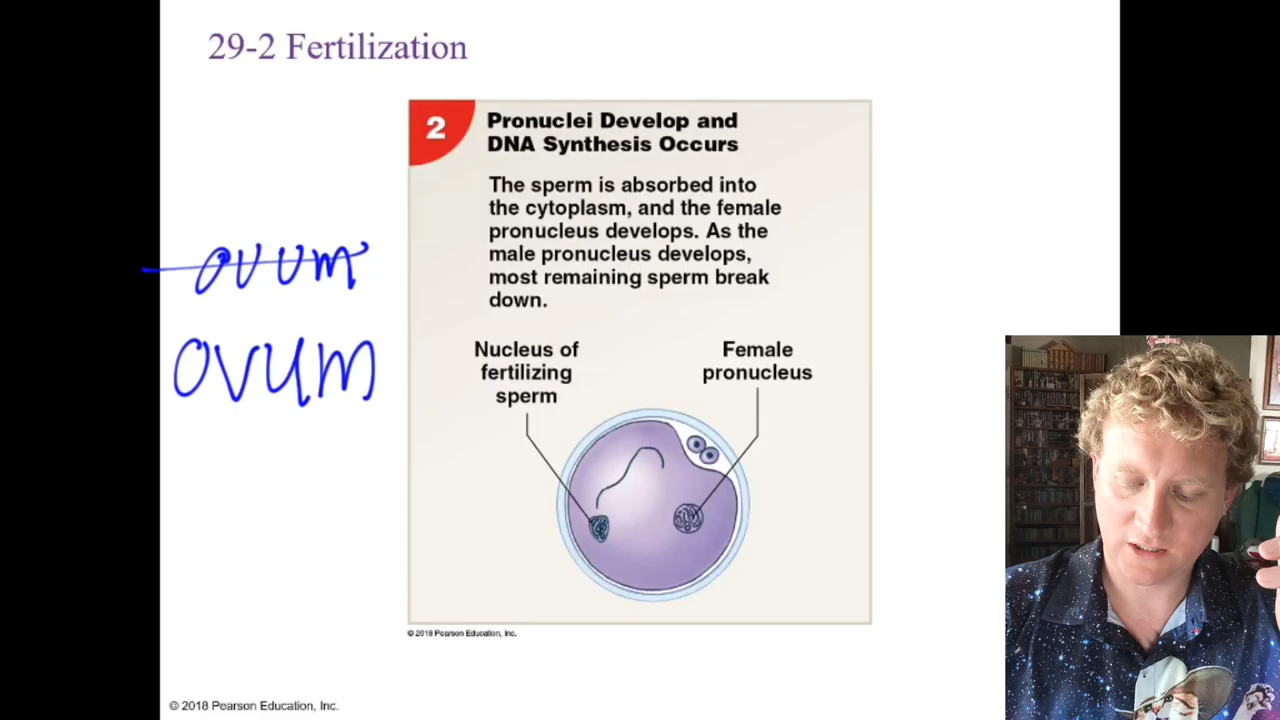 29-2 Fertilization
2
Pronuclei Develop and
DNA Synthesis Occurs
The sperm is absorbed into
the cytoplasm, and the female
pronucleus develops. As the
male pronucleus develops,
most remaining sperm break
down.
ovum
ovum
Nucleus of
fertilizing
sperm
Female
pronucleus
© 2018 Pearson Education, Inc.
© 2018 Pearson Education, Inc.